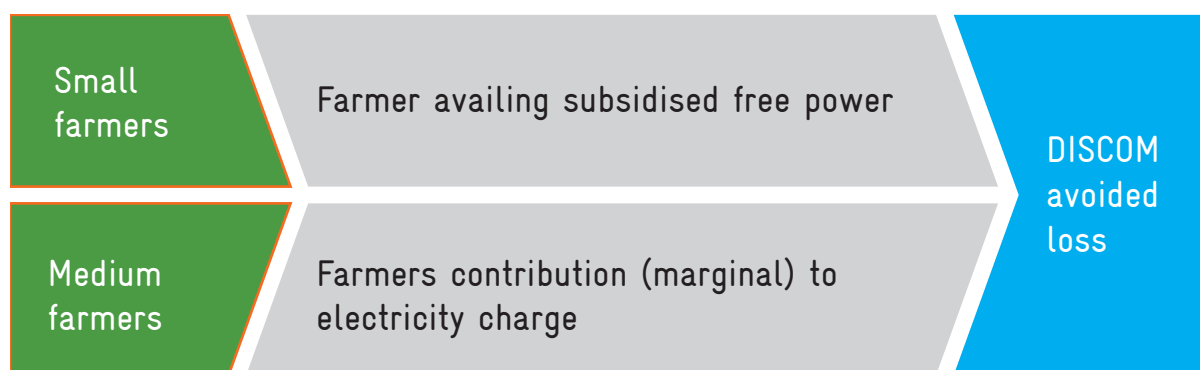 Small
farmers
Farmer availing subsidised free power
Medium
farmers
Farmers contribution (marginal) to
electricity charge
DISCOM
avoided
loss